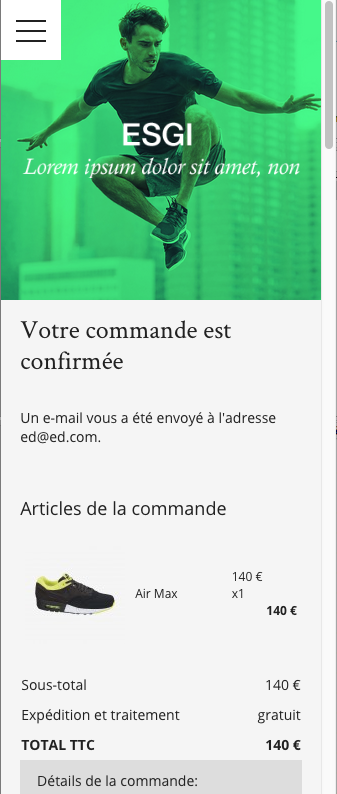 ESGI
Lorem ipsum dolor sit amet, non
Votre commande est
confirmée
Un e-mail vous a été envoyé à l'adresse
ed@ed.com.
Articles de la commande
140 €
Air Max x1
140 €
Sous-total 140 €
Expédition et traitement gratuit
TOTAL TTC 140 €
Détails de la commande: